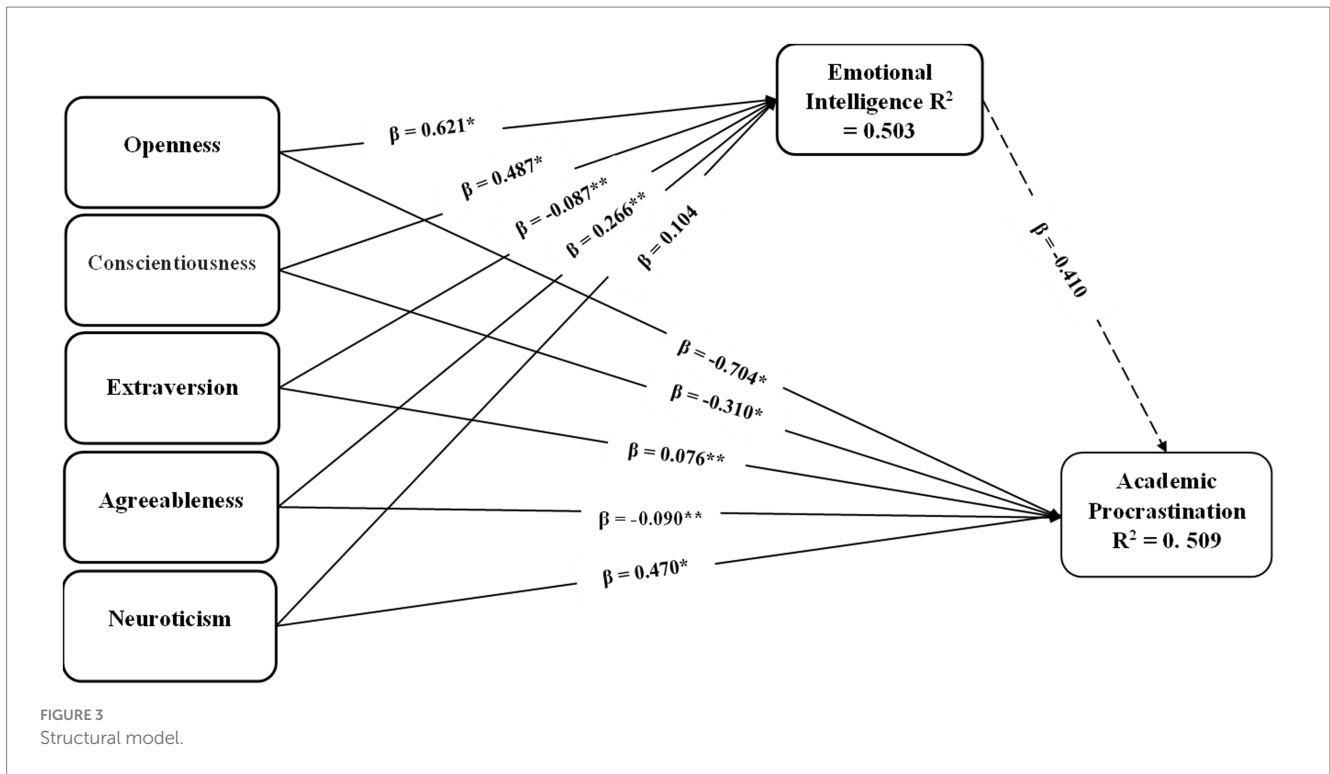 Emotional
Intelligence R²
= 0.503
Openness
β = 0.621*
β = 0.487*
Conscientiousness
β = -0.087**
β = 0.266**
β = 0.104
β = -0.410
Extraversion
β = -0.704*
β = -0.310*
β = 0.076**
Agreeableness
β = -0.090**
Academic
Procrastination
R² = 0. 509
Neuroticism
β = 0.470*
FIGURE 3
Structural model.